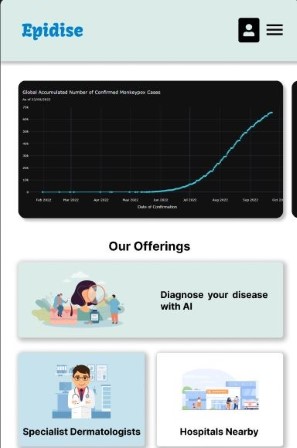 Epidise
Global Accumulated Number of Confirmed Monkeypox Cases
Feb 2022 Mar 2022 Apr 2022 May 2022 Jun 2022 Jul 2022 Aug 2022 Sep 2022
Date of Confirmation
Our Offerings
Diagnose your disease
with AI
Specialist Dermatologists
Hospitals Nearby